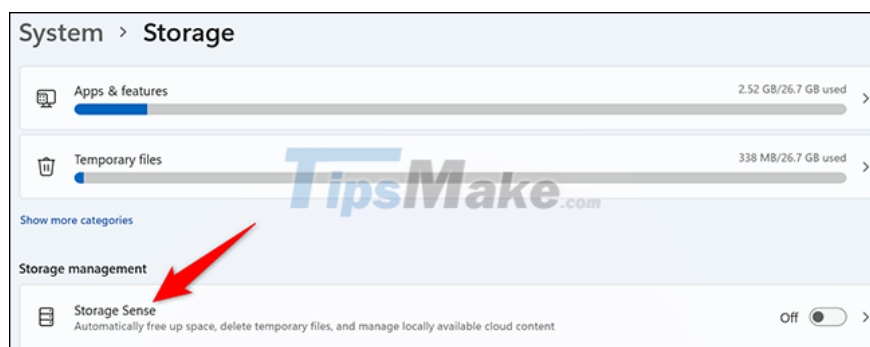 System > Storage
Apps & features
2.52 GB/26.7 GB used
Temporary files
338 MB/26.7 GB used
TipsMake.com
Show more categories
Storage management
Storage Sense
Automatically free up space, delete temporary files, and manage locally available cloud content
Off